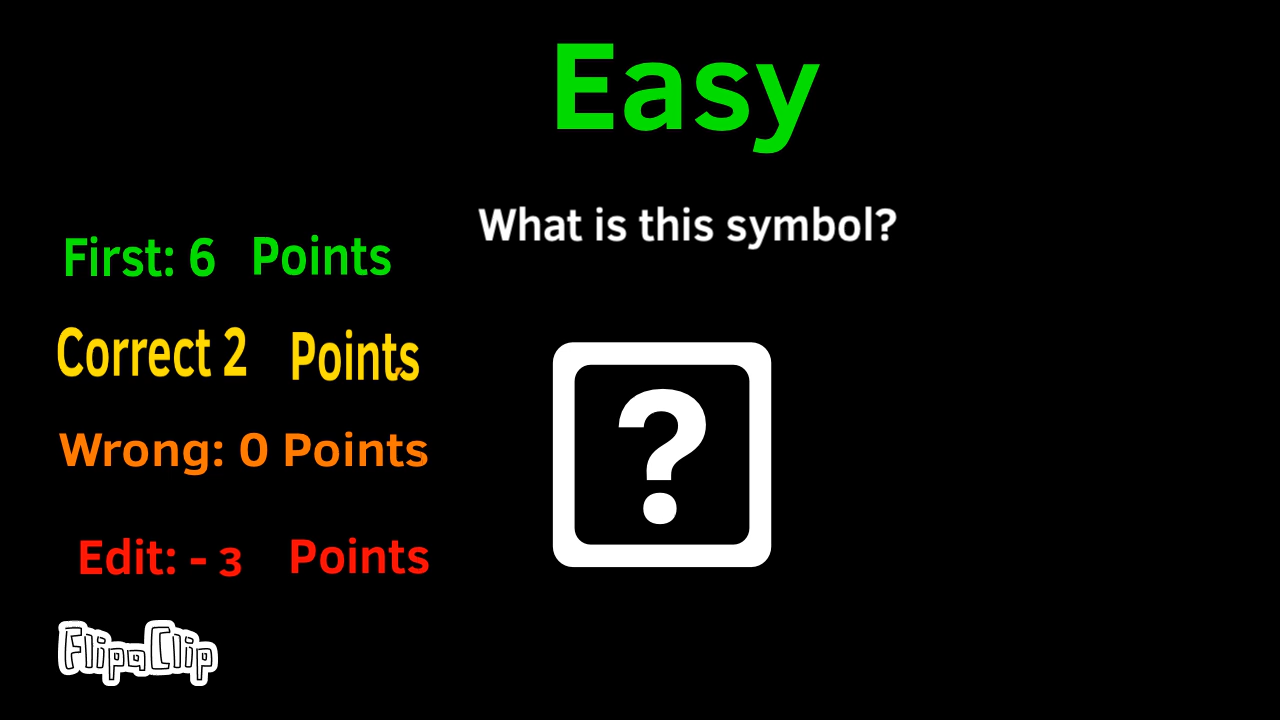 Easy
What is this symbol?
First: 6 Points
Correct 2 Points
Wrong: 0 Points
Edit: - 3 Points
?
FlipaClip